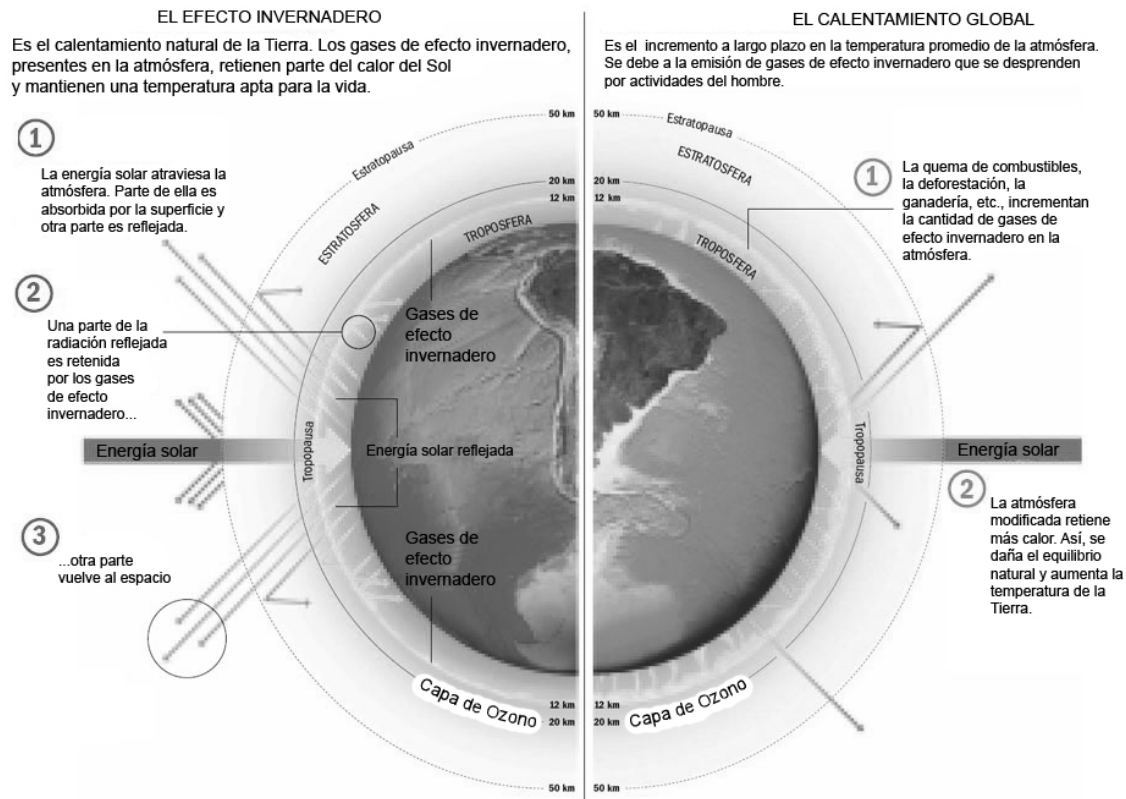 EL EFECTO INVERNADERO
Es el calentamiento natural de la Tierra. Los gases de efecto invernadero,
presentes en la atmósfera, retienen parte del calor del Sol
y mantienen una temperatura apta para la vida.
1
La energía solar atraviesa la
atmósfera. Parte de ella es
absorbida por la superficie y
otra parte es reflejada.
2
Una parte de la
radiación reflejada
es retenida
por los gases
de efecto
invernadero...
Energía solar
3
...otra parte
vuelve al espacio
50 km
Estratopausa
20 km
ESTRATOSFERA
12 km
TROPOSFERA
Gases de
efecto
invernadero
Tropopausa
Energía solar reflejada
Gases de
efecto
invernadero
Capa de Ozono
12 km
20 km
50 km
EL CALENTAMIENTO GLOBAL
Es el incremento a largo plazo en la temperatura promedio de la atmósfera.
Se debe a la emisión de gases de efecto invernadero que se desprenden
por actividades del hombre.
50 km
Estratopausa
ESTRATOSFERA
20 km
12 km
TROPOSFERA
1
La quema de combustibles,
la deforestación, la
ganadería, etc., incrementan
la cantidad de gases de
efecto invernadero en la
atmósfera.
Tropopausa
Energía solar
2
La atmósfera
modificada retiene
más calor. Así, se
daña el equilibrio
natural y aumenta la
temperatura de la
Tierra.
Capa de Ozono
12 km
20 km
50 km